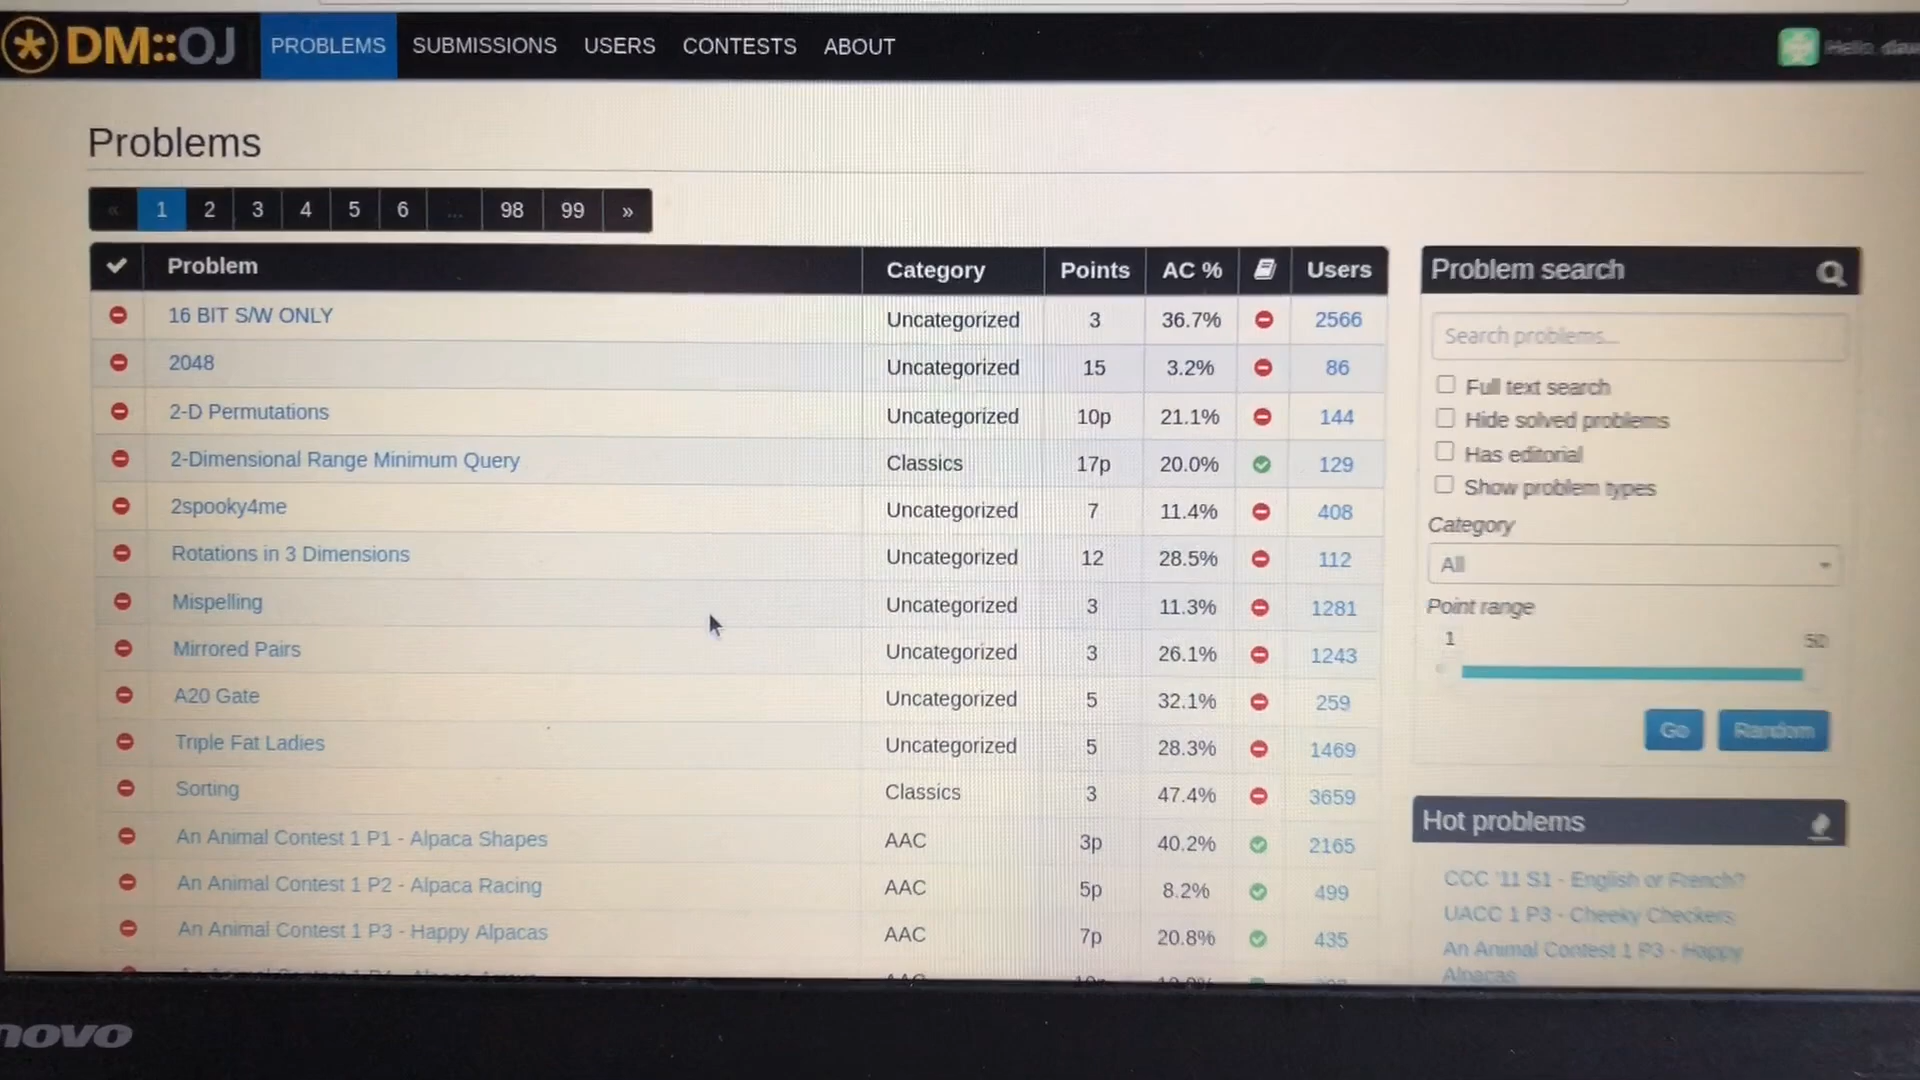 DM::OJ PROBLEMS SUBMISSIONS USERS CONTESTS ABOUT Hello,
Problems
« 1 2 3 4 5 6 ... 98 99 »
Problem Category Points AC % Users
16 BIT S/W ONLY Uncategorized 3 36.7% 2566
2048 Uncategorized 15 3.2% 86
2-D Permutations Uncategorized 10p 21.1% 144
2-Dimensional Range Minimum Query Classics 17p 20.0% 129
2spooky4me Uncategorized 7 11.4% 408
Rotations in 3 Dimensions Uncategorized 12 28.5% 112
Mispelling Uncategorized 3 11.3% 1281
Mirrored Pairs Uncategorized 3 26.1% 1243
A20 Gate Uncategorized 5 32.1% 259
Triple Fat Ladies Uncategorized 5 28.3% 1469
Sorting Classics 3 47.4% 3659
An Animal Contest 1 P1 - Alpaca Shapes AAC 3p 40.2% 2165
An Animal Contest 1 P2 - Alpaca Racing AAC 5p 8.2% 499
An Animal Contest 1 P3 - Happy Alpacas AAC 7p 20.8% 435
Problem search
Search problems...
Full text search
Hide solved problems
Has editorial
Show problem types
Category
All
Point range
1 50
Go Random
Hot problems
CCC '11 S1 - English or French?
UACC 1 P3 - Cheeky Checkers
An Animal Contest 1 P3 - Happy
Alpacas
novo